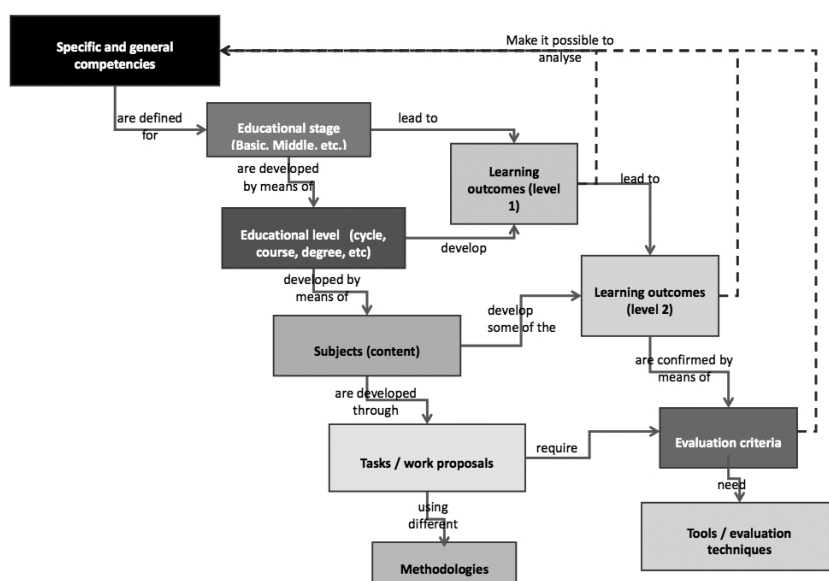 Specific and general
competencies
Make it possible to
analyse
are defined
for
Educational stage
(Basic, Middle, etc.)
lead to
are developed
by means of
Learning
outcomes (level
1)
lead to
Educational level (cycle,
course, degree, etc)
develop
developed by
means of
Learning outcomes
(level 2)
develop
some of the
Subjects (content)
are confirmed by
means of
are developed
through
Tasks / work proposals
require
Evaluation criteria
need
using
different
Tools / evaluation
techniques
Methodologies